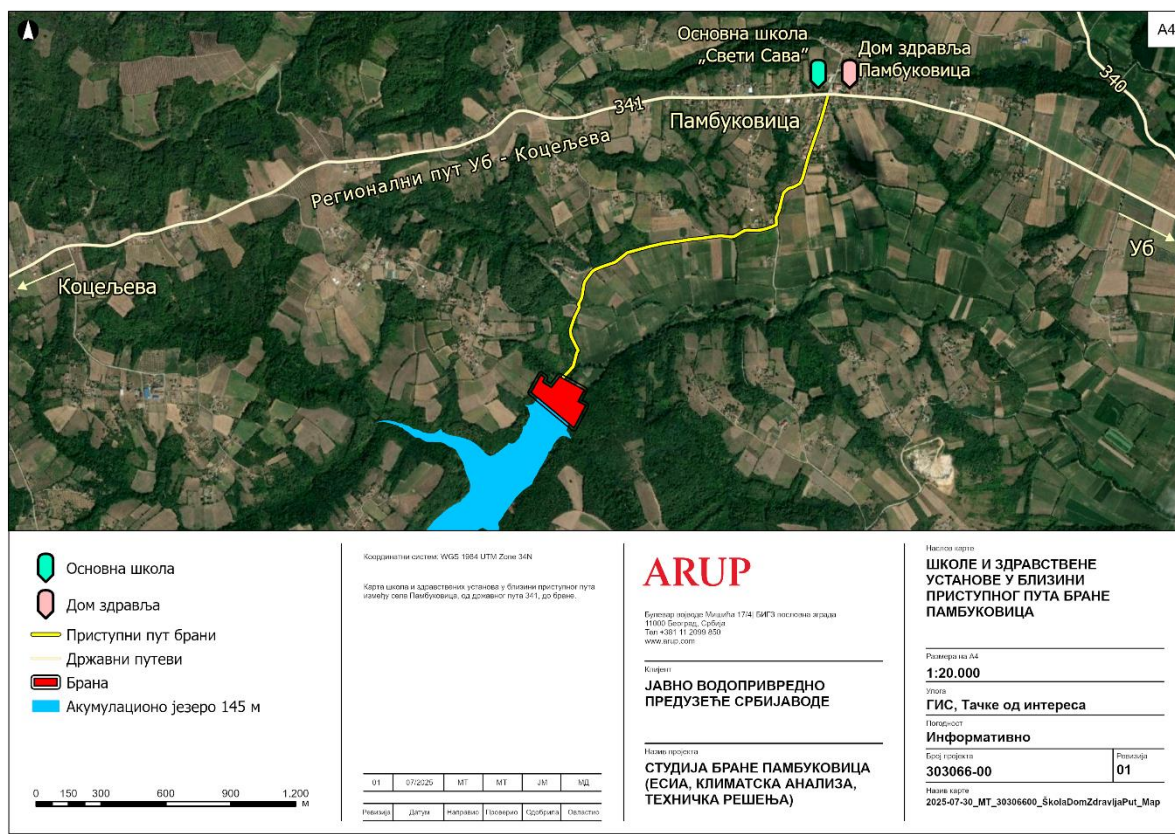 A4
Основна школа
„Свети Сава”
Дом здравља
Памбуковица
340
341
Памбуковица
Регионални пут Уб - Коцељева
Уб
Коцељева
Основна школа
Дом здравља
Приступни пут брани
Државни путеви
Брана
Акумулационо језеро 145 м
0 150 300 600 900 1.200
м
Координатни систем: WGS 1984 UTM Zone 34N
Карта школа и здравствених установа у близини приступног пута
између села Памбуковица, од државног пута 341, до бране.
01 07/2025 МТ МТ ЈМ МД
Ревизија Датум Направио Проверио Одобрила Овластио
ARUP
Булевар војводе Мишића 17/4| БИГЗ пословна зграда
11000 Београд, Србија
Тел +381 11 2099 850
www.arup.com
Клијент
ЈАВНО ВОДОПРИВРЕДНО
ПРЕДУЗЕЋЕ СРБИЈАВОДЕ
Назив пројекта
СТУДИЈА БРАНЕ ПАМБУКОВИЦА
(ЕСИА, КЛИМАТСКА АНАЛИЗА,
ТЕХНИЧКА РЕШЕЊА)
Наслов карте
ШКОЛЕ И ЗДРАВСТВЕНЕ
УСТАНОВЕ У БЛИЗИНИ
ПРИСТУПНОГ ПУТА БРАНЕ
ПАМБУКОВИЦА
Размера на А4
1:20.000
Улога
ГИС, Тачке од интереса
Погодност
Информативно
Број пројекта
303066-00
Ревизија
01
Назив карте
2025-07-30_MT_30306600_ŠkolaDomZdravljaPut_Map